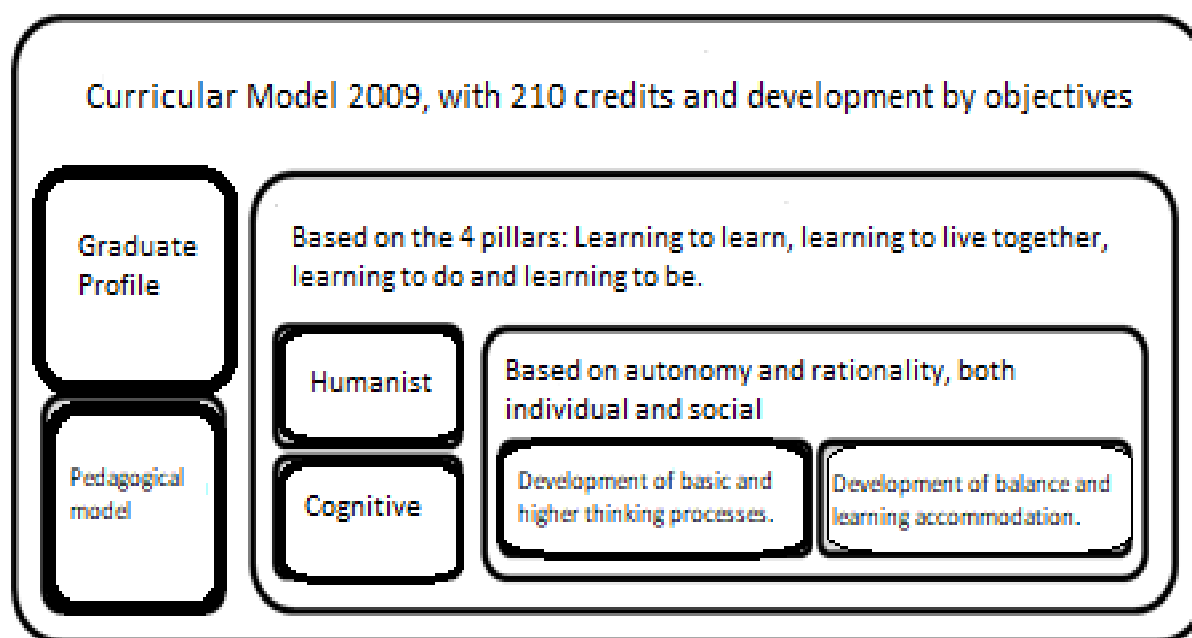 Curricular Model 2009, with 210 credits and development by objectives
Graduate
Profile
Based on the 4 pillars: Learning to learn, learning to live together,
learning to do and learning to be.
Humanist
Based on autonomy and rationality, both
individual and social
Pedagogical
model
Cognitive
Development of basic and
higher thinking processes.
Development of balance and
learning accommodation.